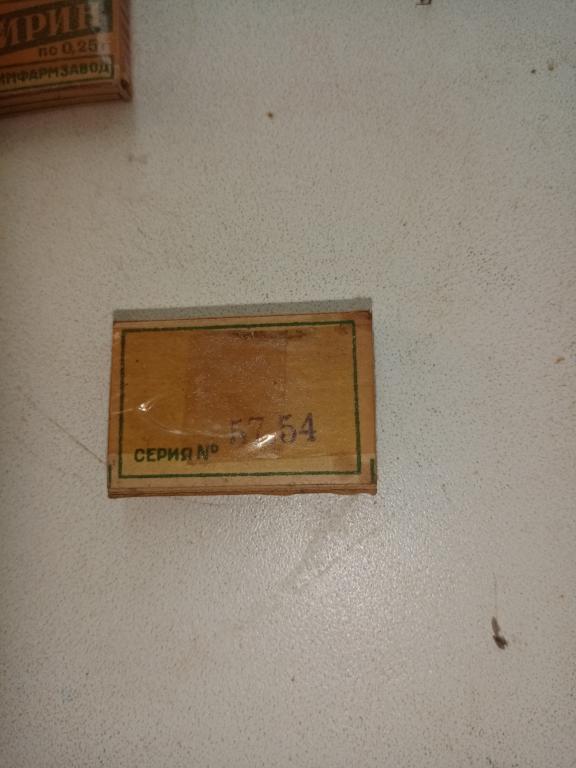 ИРИН
по 0,25 г
ИМФАРМЗАВОД
57 54
СЕРИЯ №